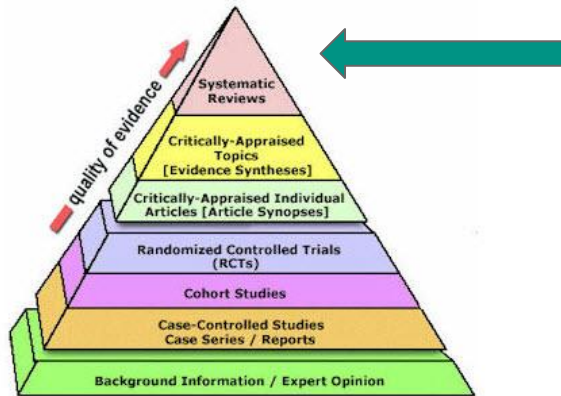 quality of evidence
Systematic
Reviews
Critically-Appraised
Topics
[Evidence Syntheses]
Critically-Appraised Individual
Articles [Article Synopses]
Randomized Controlled Trials
(RCTs)
Cohort Studies
Case-Controlled Studies
Case Series / Reports
Background Information / Expert Opinion